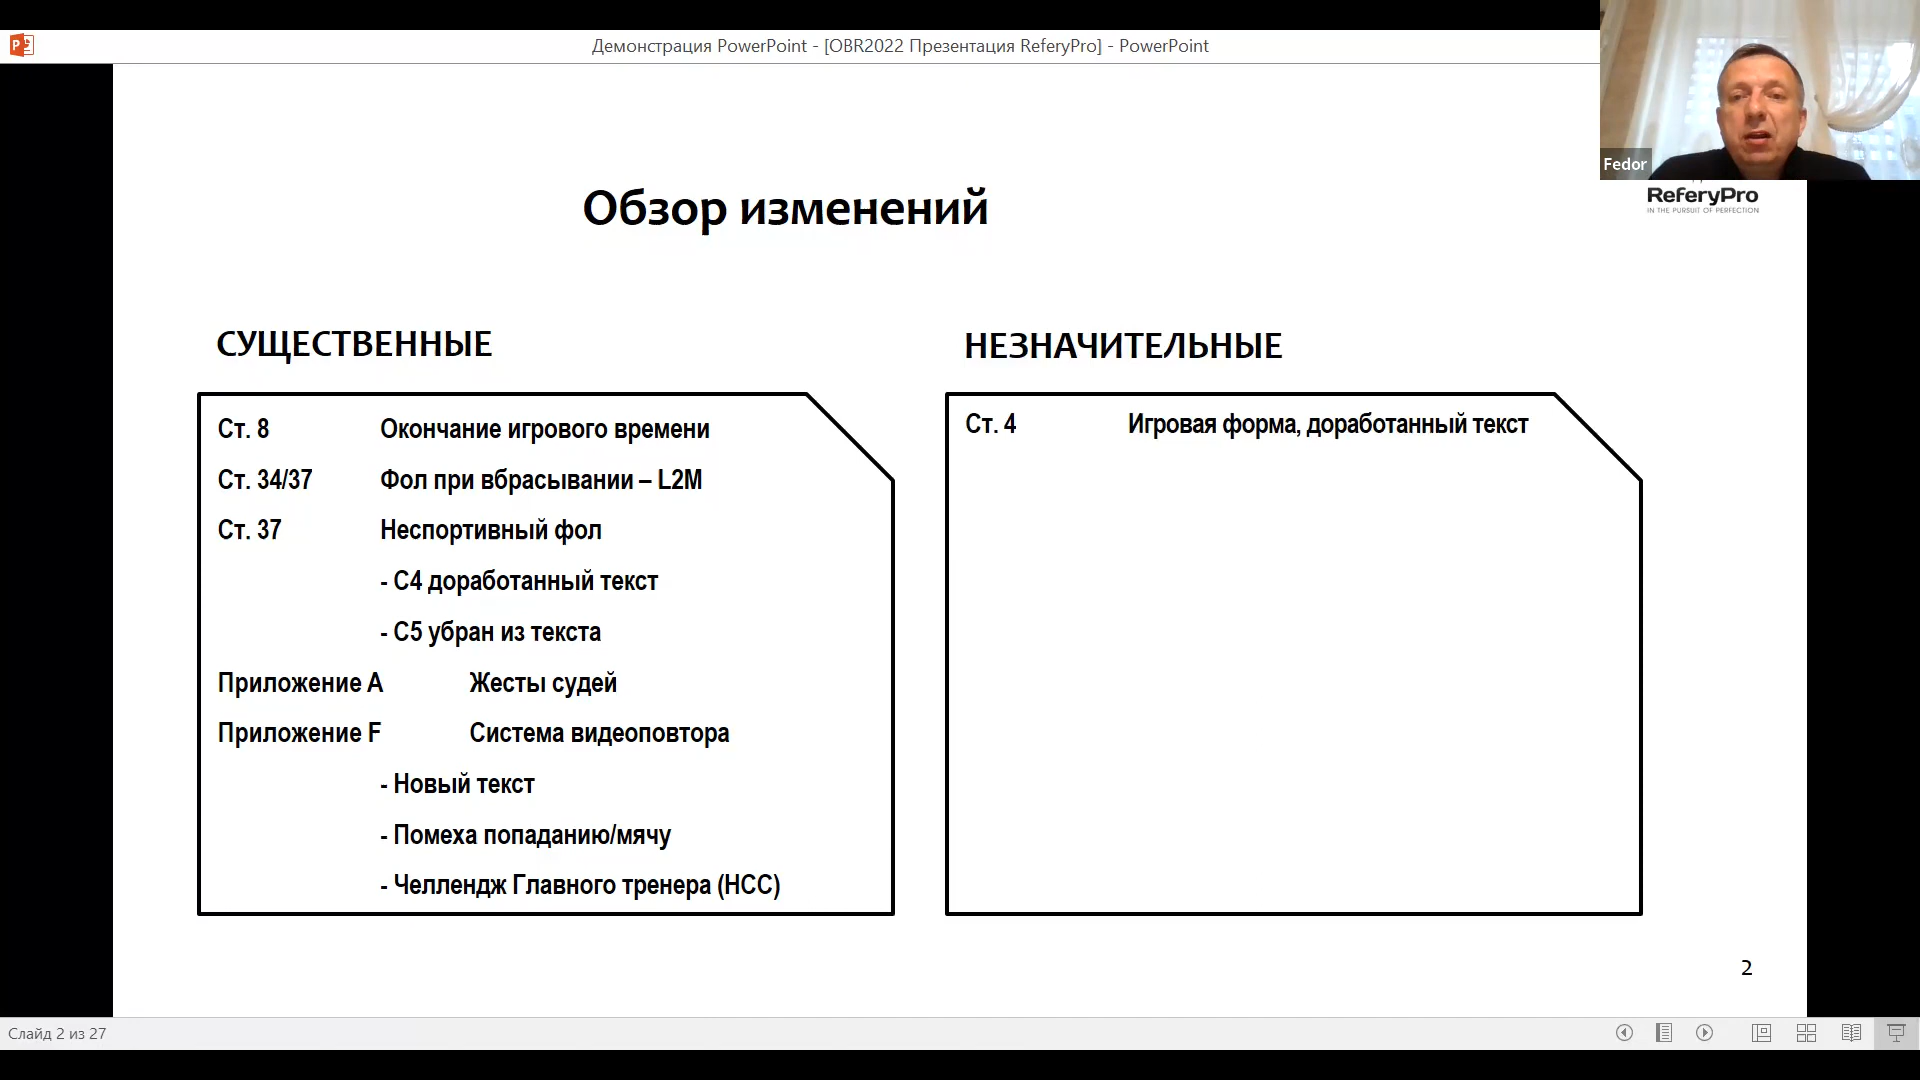 Демонстрация PowerPoint - [OBR2022 Презентация ReferyPro] - PowerPoint
Fedor
ReferyPro
IN THE PURSUIT OF PERFECTION
Обзор изменений
СУЩЕСТВЕННЫЕ
Ст. 8 Окончание игрового времени
Ст. 34/37 Фол при вбрасывании – L2M
Ст. 37 Неспортивный фол
- С4 доработанный текст
- С5 убран из текста
Приложение А Жесты судей
Приложение F Система видеоповтора
- Новый текст
- Помеха попаданию/мячу
- Челлендж Главного тренера (HCC)
НЕЗНАЧИТЕЛЬНЫЕ
Ст. 4 Игровая форма, доработанный текст
2
Слайд 2 из 27